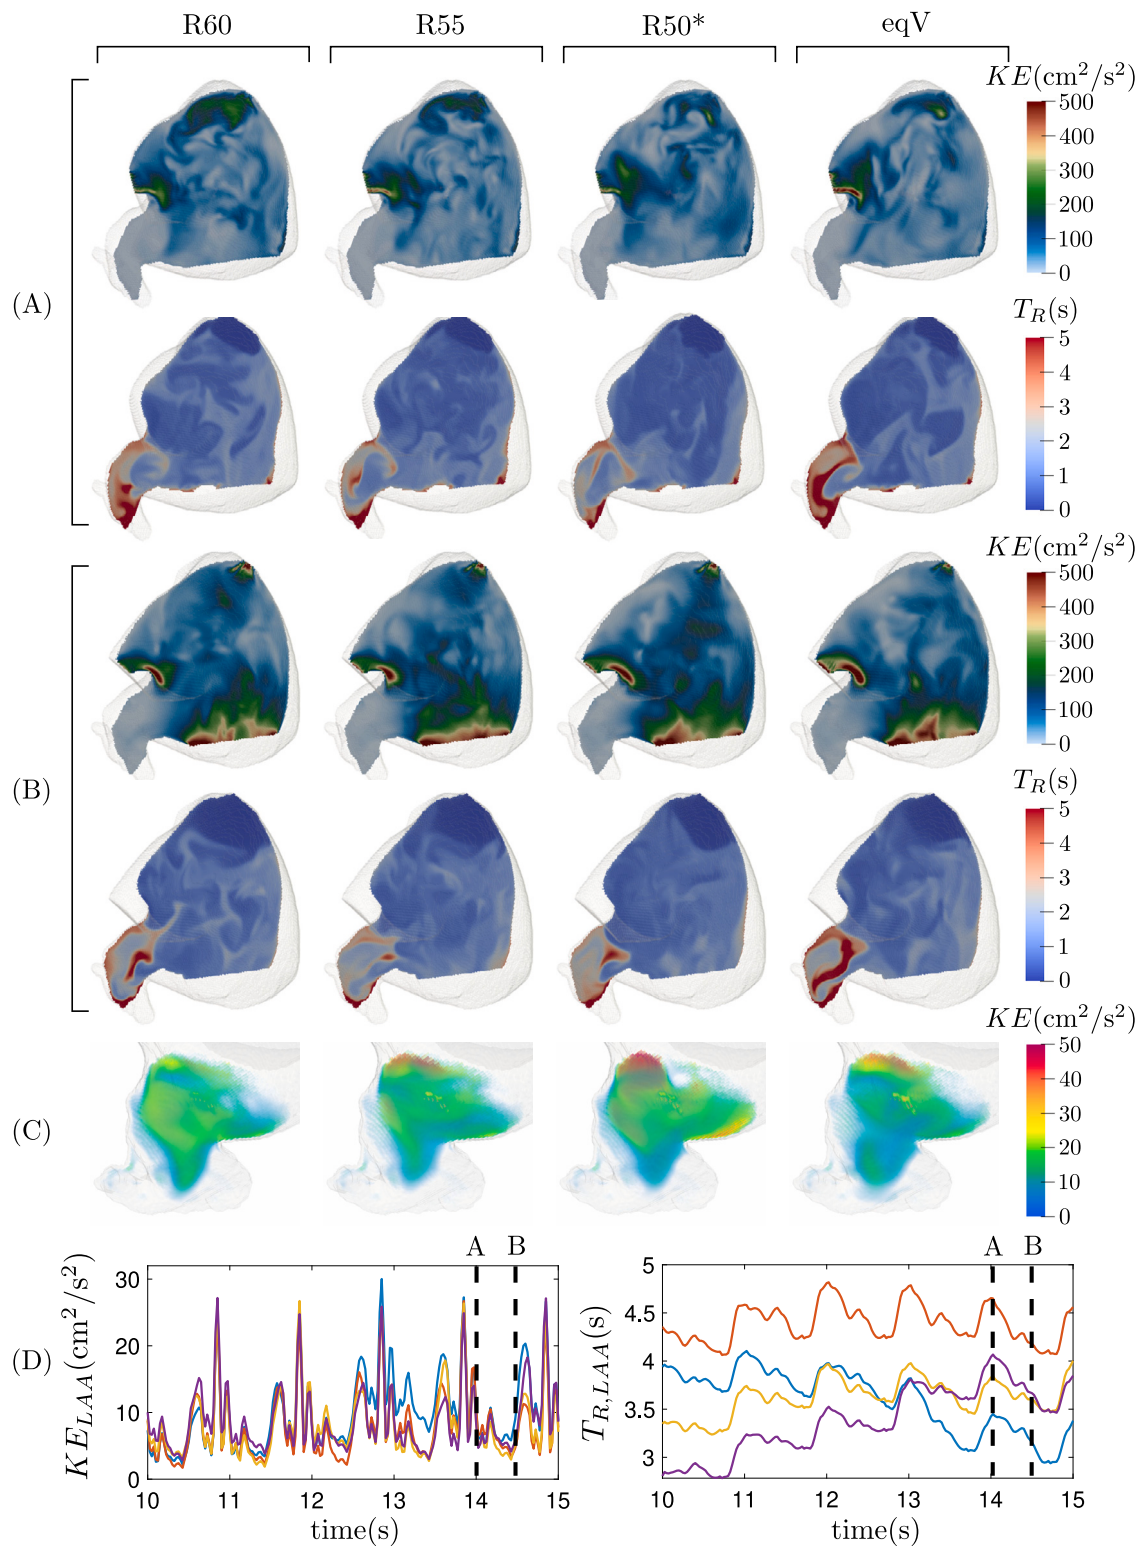 R60 R55 R50* eqV
(A)
KE(cm²/s²)
500
400
300
200
100
0
T_R(s)
5
4
3
2
1
0
(B)
KE(cm²/s²)
500
400
300
200
100
0
T_R(s)
5
4
3
2
1
0
(C)
KE(cm²/s²)
50
40
30
20
10
0
(D)
A B
KE_LAA(cm²/s²)
30
20
10
0
10 11 12 13 14 15
time(s)
A B
T_R,LAA(s)
5
4.5
4
3.5
3
10 11 12 13 14 15
time(s)